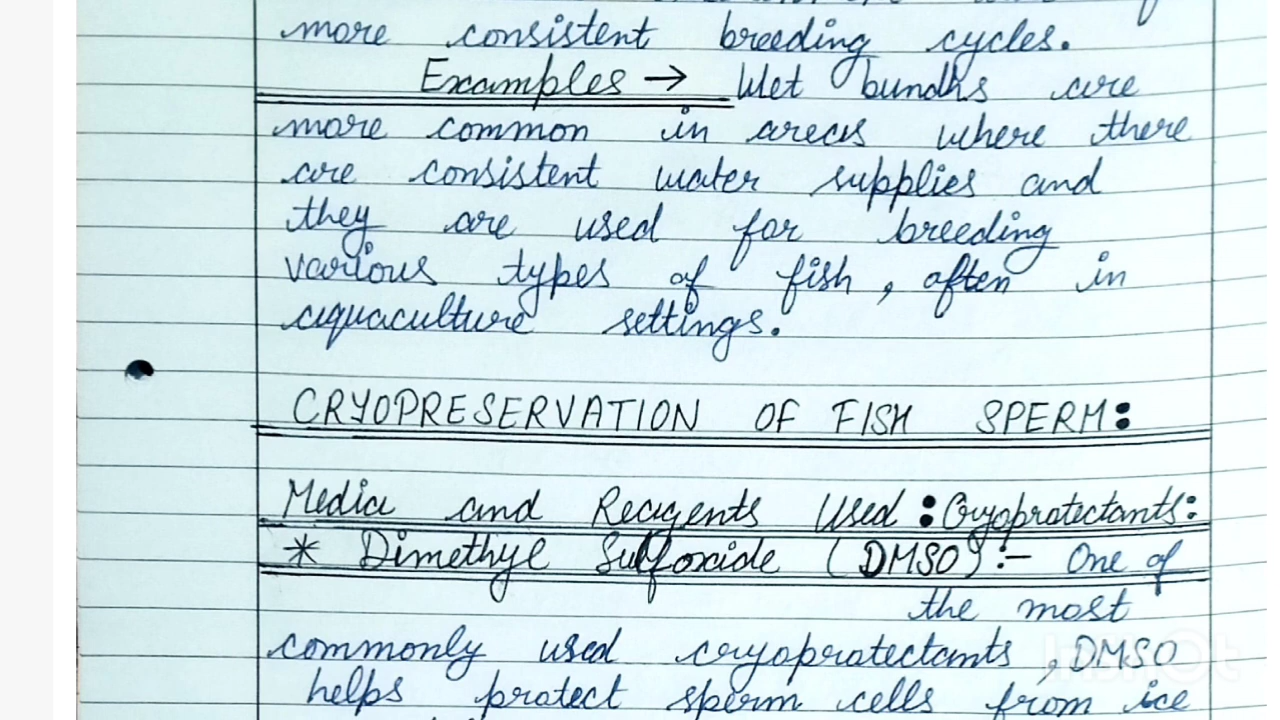 more consistent breeding cycles.
Examples → Wet bundhs are
more common in areas where there
are consistent water supplies and
they are used for breeding
various types of fish, often in
aquaculture settings.
CRYOPRESERVATION OF FISH SPERM:
Media and Reagents Used: Cryoprotectants:
* Dimethyl Sulfoxide (DMSO):- One of
the most
commonly used cryoprotectants, DMSO
helps protect sperm cells from ice